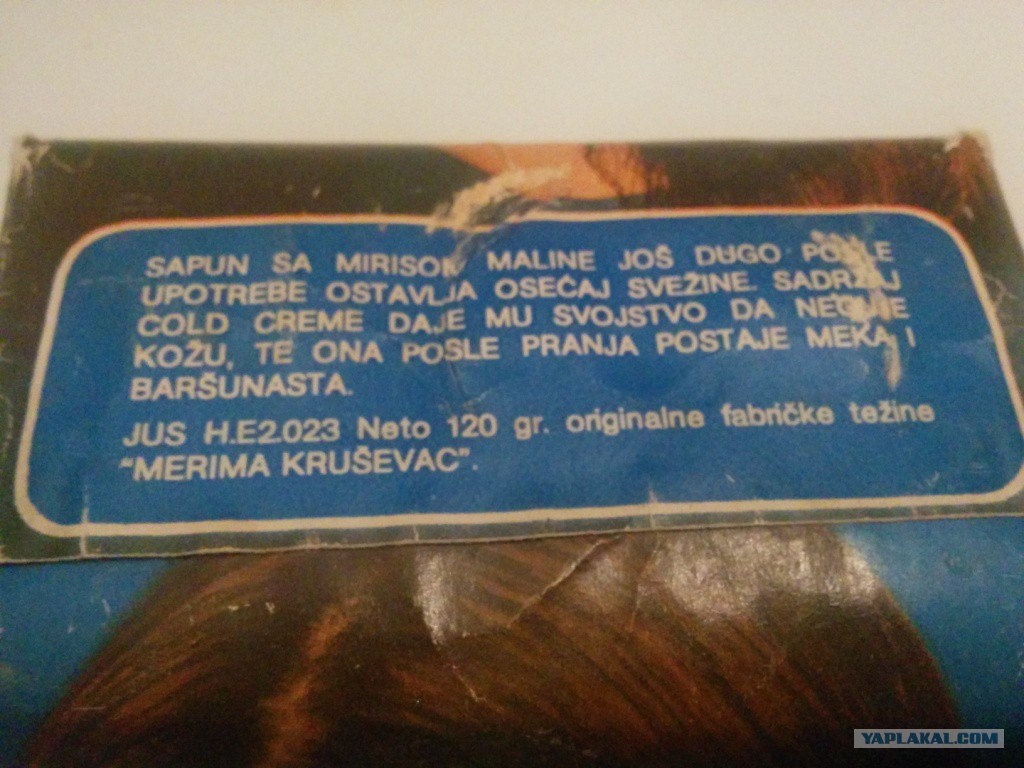 SAPUN SA MIRISOM MALINE JOŠ DUGO POSLE
UPOTREBE OSTAVLJA OSEĆAJ SVEŽINE. SADRŽAJ
COLD CREME DAJE MU SVOJSTVO DA NEGUJE
KOŽU, TE ONA POSLE PRANJA POSTAJE MEKA I
BARŠUNASTA.
JUS H.E2.023 Neto 120 gr. originalne fabričke težine
"MERIMA KRUŠEVAC".
YAPLAKAL.COM